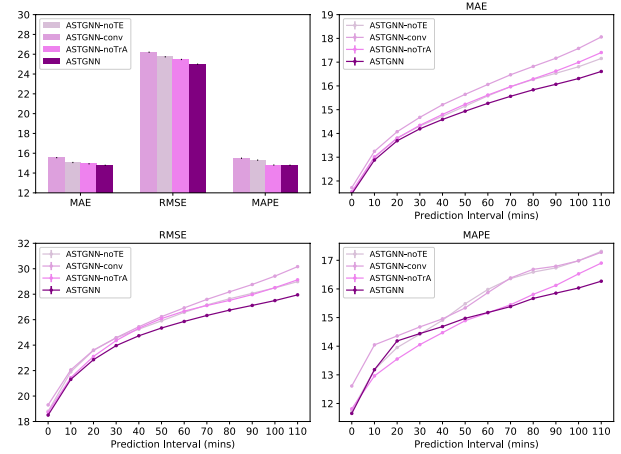 30
28
26
24
22
20
18
16
14
12
ASTGNN-noTE
ASTGNN-conv
ASTGNN-noTrA
ASTGNN
MAE RMSE MAPE
MAE
19
18
17
16
15
14
13
12
ASTGNN-noTE
ASTGNN-conv
ASTGNN-noTrA
ASTGNN
0 10 20 30 40 50 60 70 80 90 100 110
Prediction Interval (mins)
RMSE
32
30
28
26
24
22
20
18
ASTGNN-noTE
ASTGNN-conv
ASTGNN-noTrA
ASTGNN
0 10 20 30 40 50 60 70 80 90 100 110
Prediction Interval (mins)
MAPE
17
16
15
14
13
12
ASTGNN-noTE
ASTGNN-conv
ASTGNN-noTrA
ASTGNN
0 10 20 30 40 50 60 70 80 90 100 110
Prediction Interval (mins)